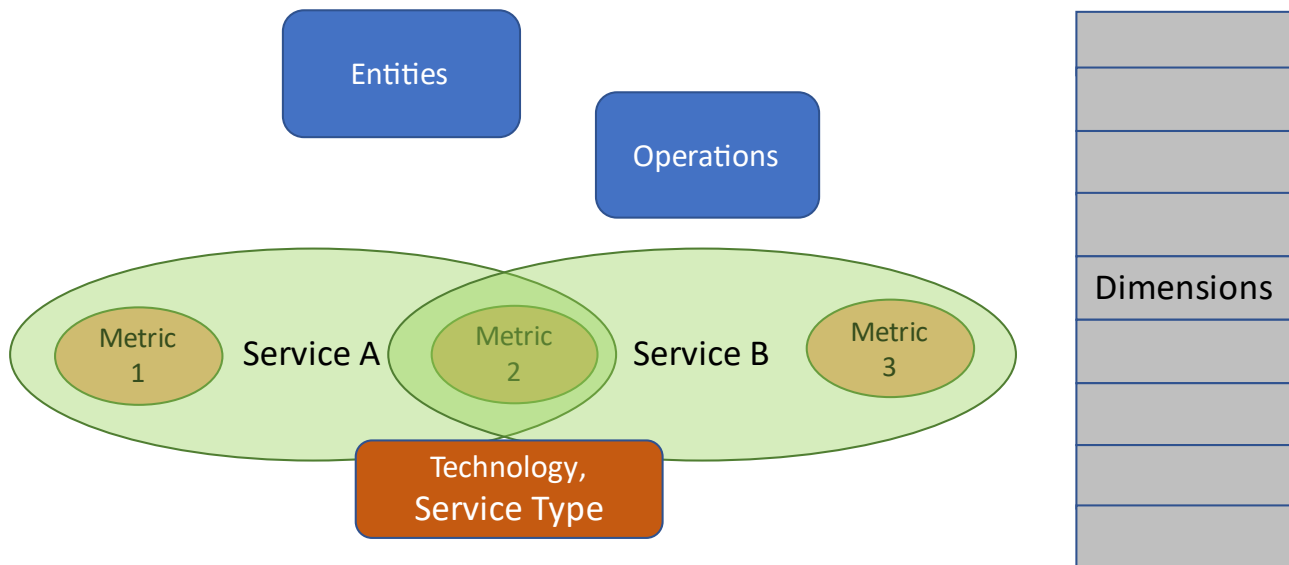 Entities
Operations
Dimensions
Metric
1
Service A
Metric
2
Service B
Metric
3
Technology,
Service Type